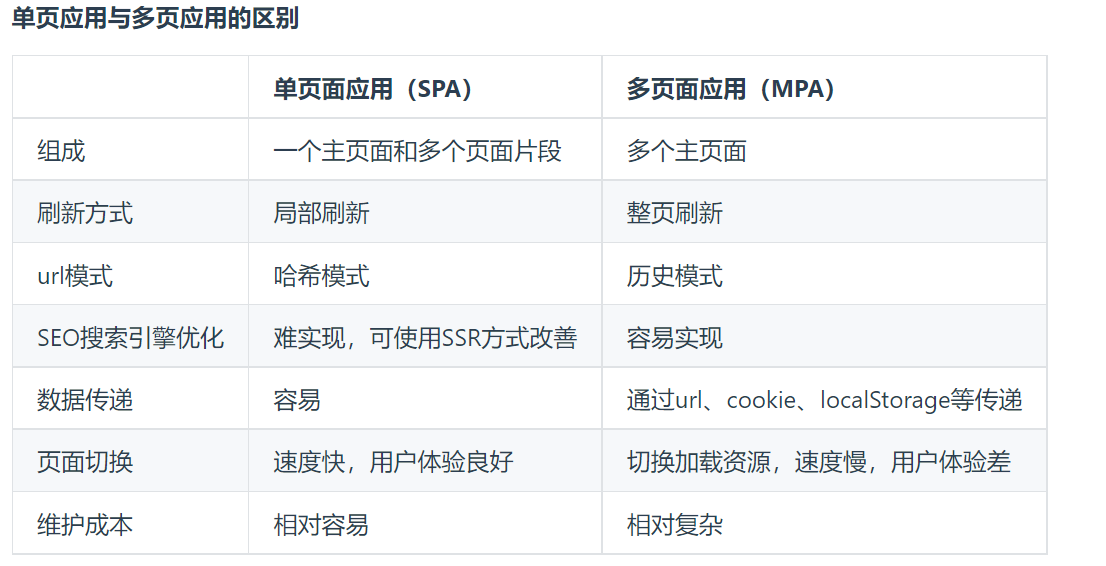 单页应用与多页应用的区别
单页面应用（SPA） 多页面应用（MPA）
组成 一个主页面和多个页面片段 多个主页面
刷新方式 局部刷新 整页刷新
url模式 哈希模式 历史模式
SEO搜索引擎优化 难实现，可使用SSR方式改善 容易实现
数据传递 容易 通过url、cookie、localStorage等传递
页面切换 速度快，用户体验良好 切换加载资源，速度慢，用户体验差
维护成本 相对容易 相对复杂